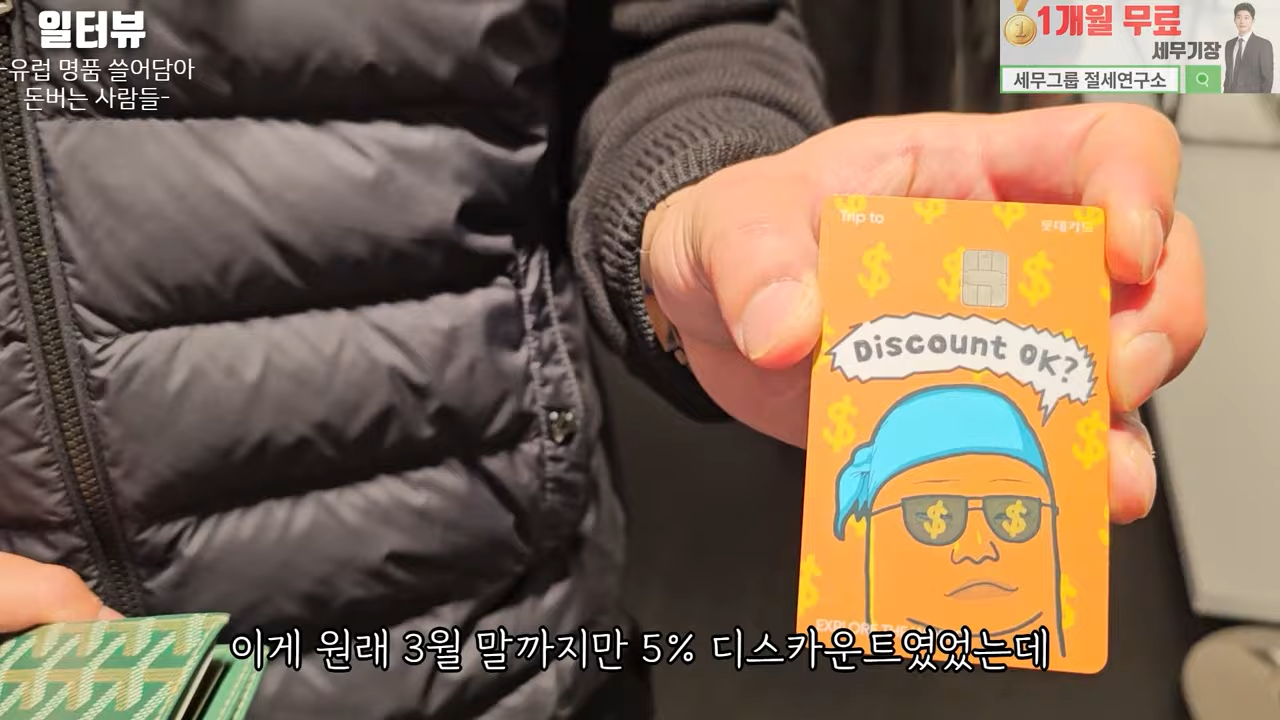 일터뷰
-유럽 명품 쓸어담아
돈버는 사람들-
1개월 무료
세무기장
세무그룹 절세연구소
Trip to
롯데카드
Discount OK?
EXPLORE THE
이게 원래 3월 말까지만 5% 디스카운트였었는데